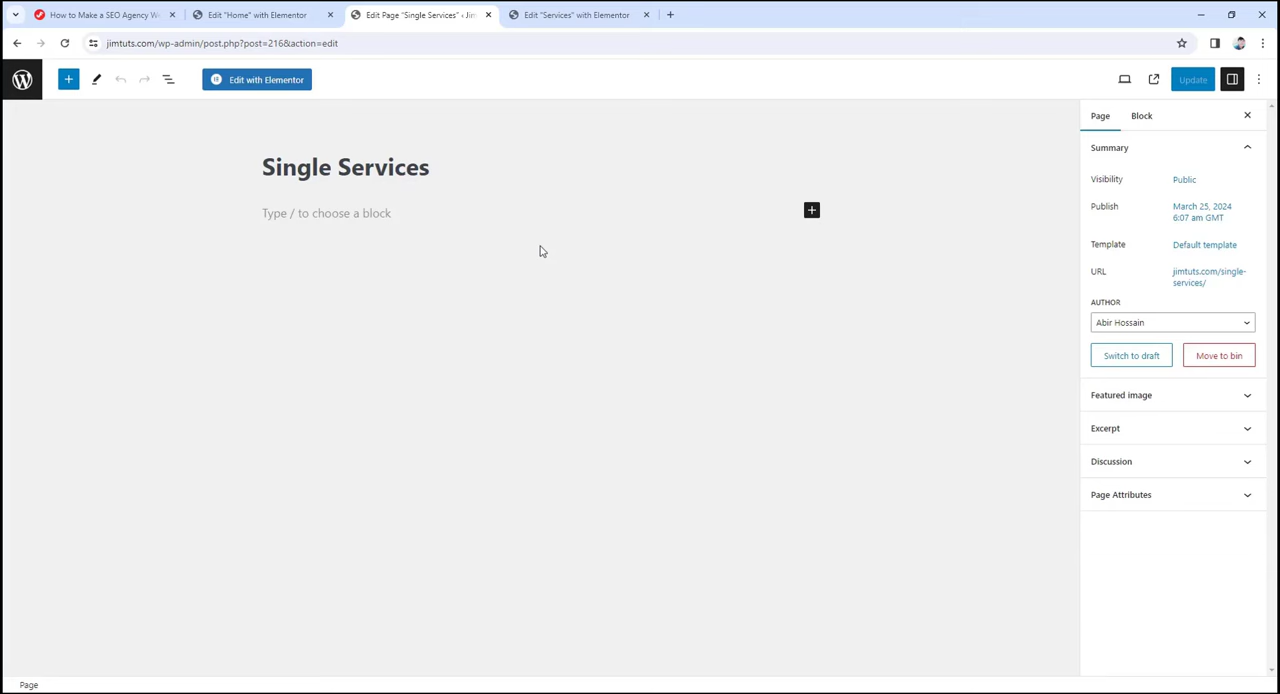 How to Make a SEO Agency W
Edit "Home" with Elementor
Edit Page "Single Services" ‹ Jim
Edit "Services" with Elementor
jimtuts.com/wp-admin/post.php?post=216&action=edit
Edit with Elementor
Update
Page
Block
Single Services
Type / to choose a block
Summary
Visibility
Public
Publish
March 25, 2024
6:07 am GMT
Template
Default template
URL
jimtuts.com/single-
services/
AUTHOR
Abir Hossain
Switch to draft
Move to bin
Featured image
Excerpt
Discussion
Page Attributes
Page